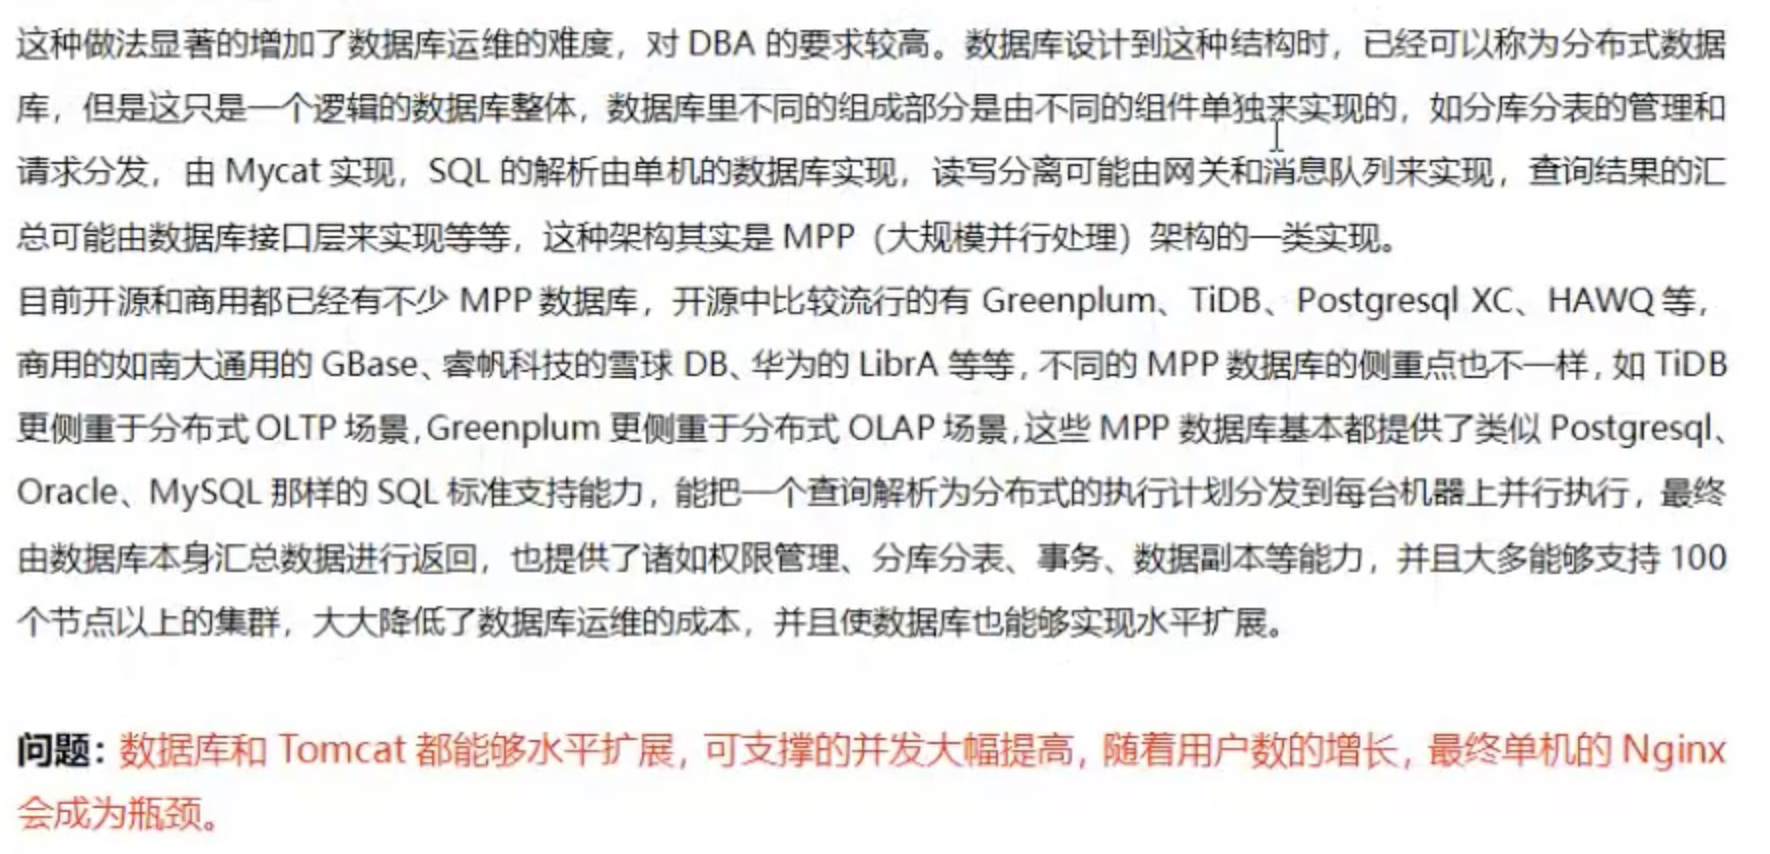 这种做法显著的增加了数据库运维的难度，对 DBA 的要求较高。数据库设计到这种结构时，已经可以称为分布式数据
库，但是这只是一个逻辑的数据库整体，数据库里不同的组成部分是由不同的组件单独来实现的，如分库分表的管理和
请求分发，由 Mycat 实现，SQL 的解析由单机的数据库实现，读写分离可能由网关和消息队列来实现，查询结果的汇
总可能由数据库接口层来实现等等，这种架构其实是 MPP（大规模并行处理）架构的一类实现。
目前开源和商用都已经有不少 MPP 数据库，开源中比较流行的有 Greenplum、TiDB、Postgresql XC、HAWQ 等，
商用的如南大通用的 GBase、睿帆科技的雪球 DB、华为的 LibrA 等等，不同的 MPP 数据库的侧重点也不一样，如 TiDB
更侧重于分布式 OLTP 场景，Greenplum 更侧重于分布式 OLAP 场景，这些 MPP 数据库基本都提供了类似 Postgresql、
Oracle、MySQL 那样的 SQL 标准支持能力，能把一个查询解析为分布式的执行计划分发到每台机器上并行执行，最终
由数据库本身汇总数据进行返回，也提供了诸如权限管理、分库分表、事务、数据副本等能力，并且大多能够支持 100
个节点以上的集群，大大降低了数据库运维的成本，并且使数据库也能够实现水平扩展。
问题：数据库和 Tomcat 都能够水平扩展，可支撑的并发大幅提高，随着用户数的增长，最终单机的 Nginx
会成为瓶颈。